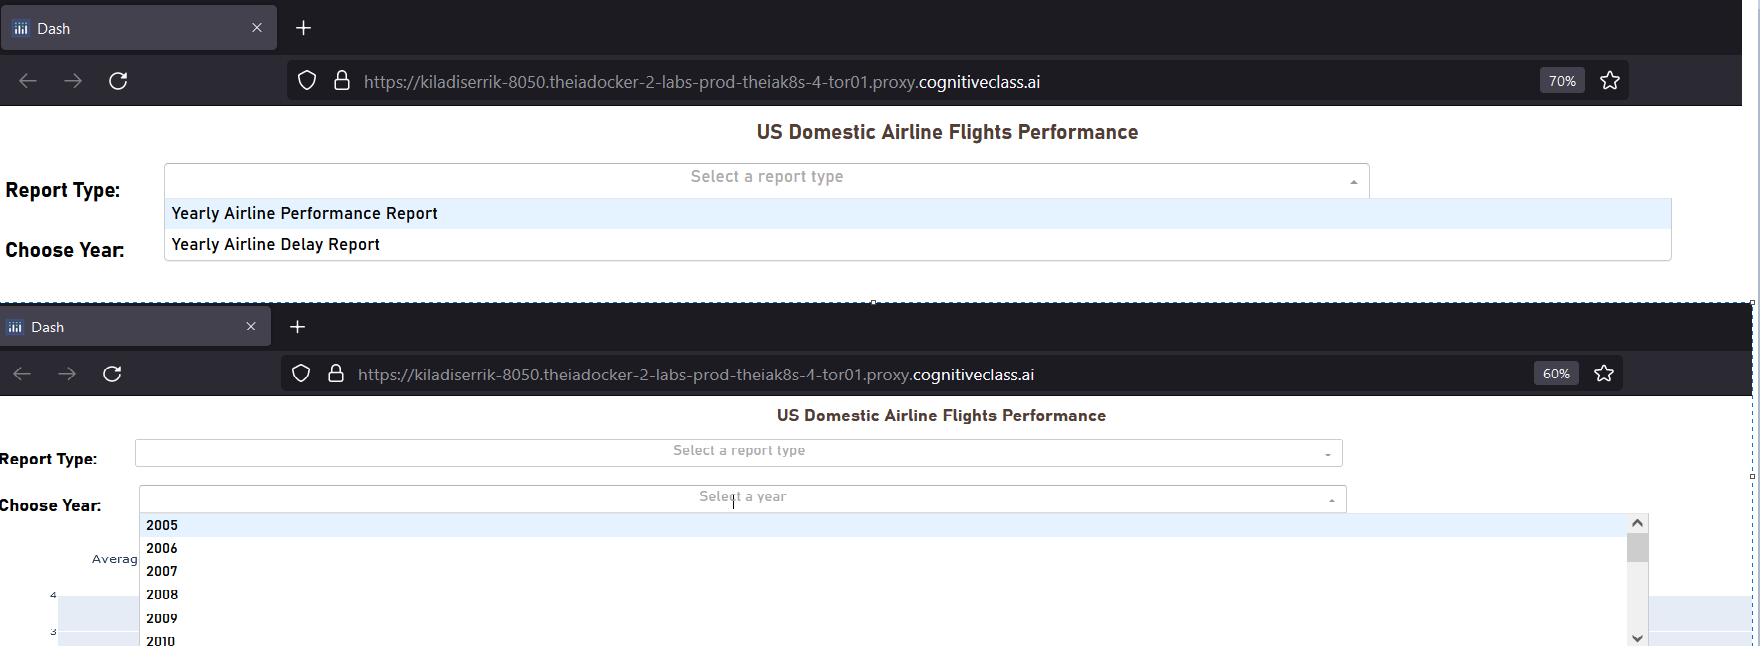 Dash
https://kiladiserrik-8050.theiadocker-2-labs-prod-theiak8s-4-tor01.proxy.cognitiveclass.ai 70%
US Domestic Airline Flights Performance
Report Type: Select a report type
Yearly Airline Performance Report
Yearly Airline Delay Report
Choose Year:
Dash
https://kiladiserrik-8050.theiadocker-2-labs-prod-theiak8s-4-tor01.proxy.cognitiveclass.ai 60%
US Domestic Airline Flights Performance
Report Type: Select a report type
Choose Year: Select a year
2005
2006
Averag
2007
2008
4
2009
3
2010